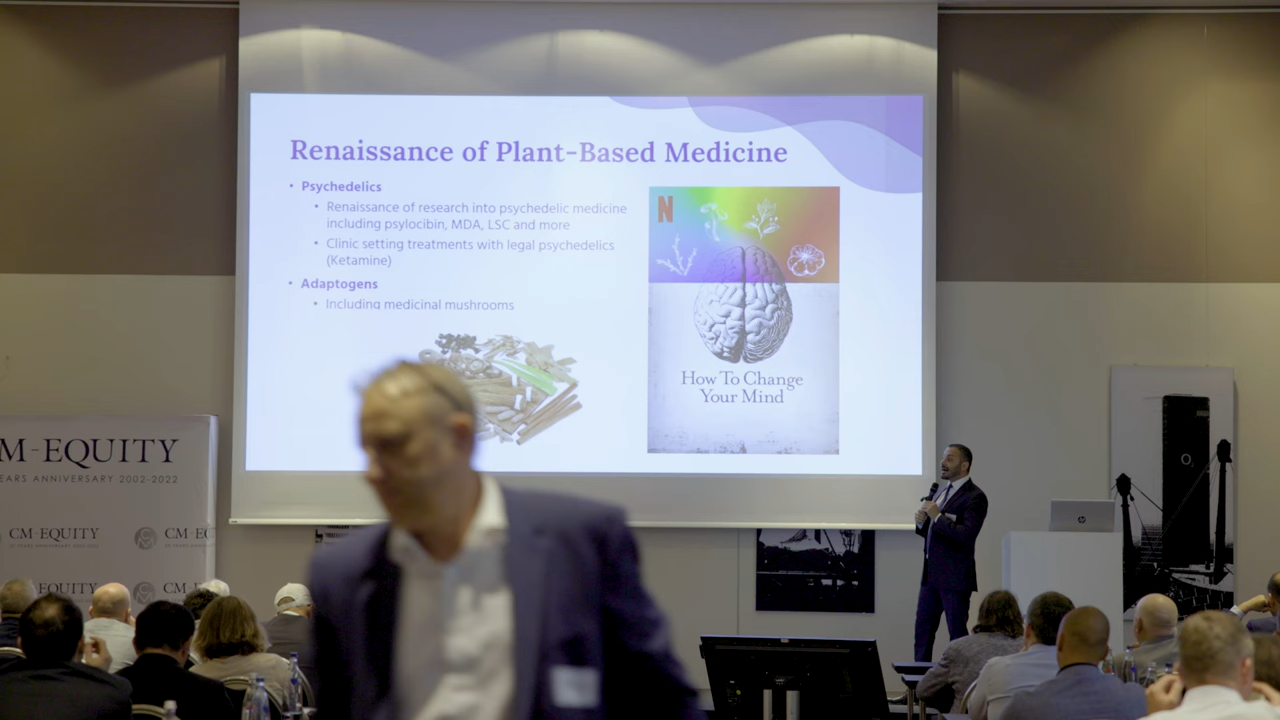 Renaissance of Plant-Based Medicine
• Psychedelics
• Renaissance of research into psychedelic medicine
including psylocibin, MDA, LSC and more
• Clinic setting treatments with legal psychedelics
(Ketamine)
• Adaptogens
• Including medicinal mushrooms
N
How To Change
Your Mind
M-EQUITY
EARS ANNIVERSARY 2002-2022
CM-EQUITY
CM-EC
EQUITY
CM-E
hp